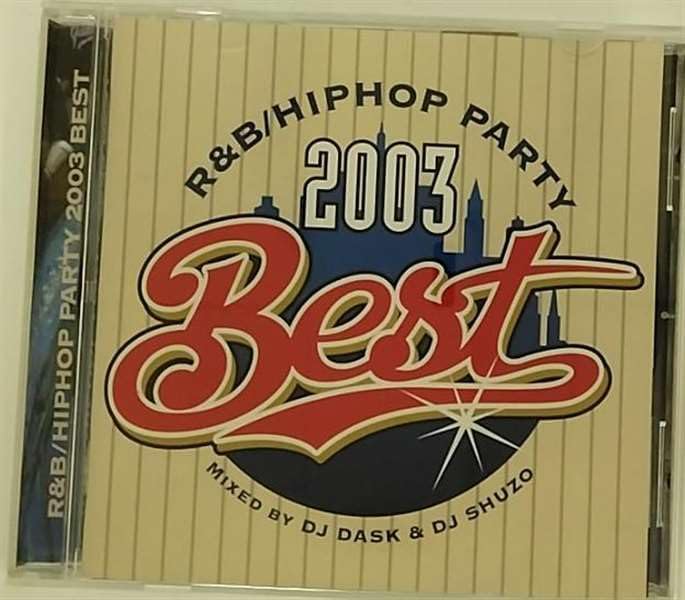 R&B/HIPHOP PARTY 2003 BEST
R&B/HIPHOP PARTY
2003
Best
MIXED BY DJ DASK & DJ SHUZO